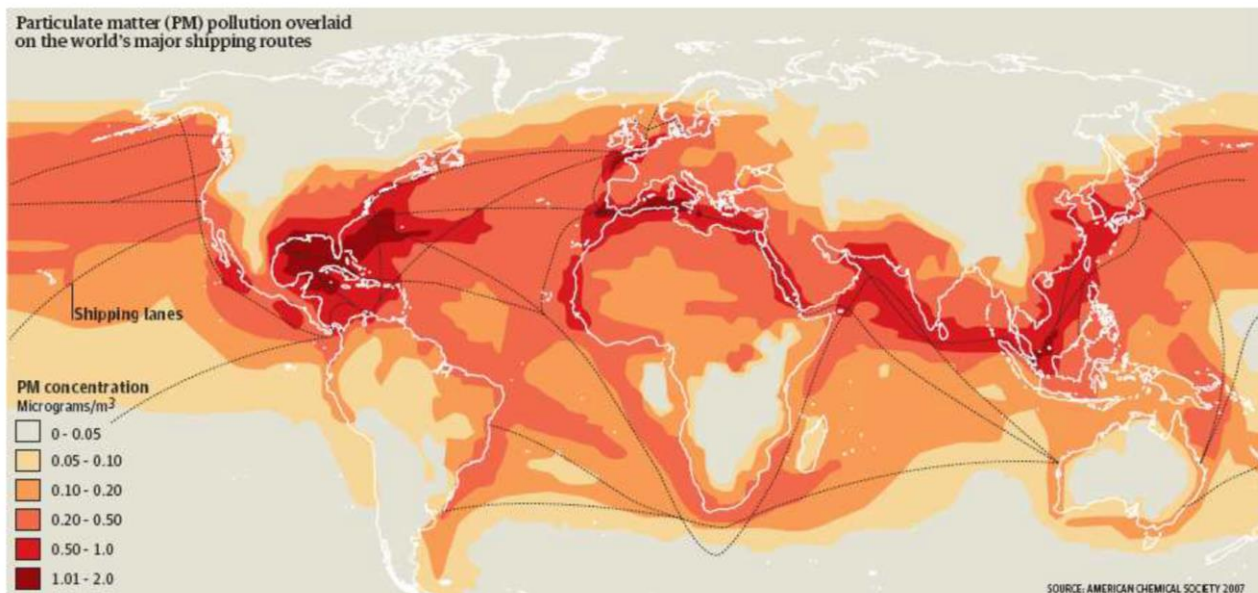 Particulate matter (PM) pollution overlaid
on the world's major shipping routes
Shipping lanes
PM concentration
Micrograms/m³
0 - 0.05
0.05 - 0.10
0.10 - 0.20
0.20 - 0.50
0.50 - 1.0
1.01 - 2.0
SOURCE: AMERICAN CHEMICAL SOCIETY 2007